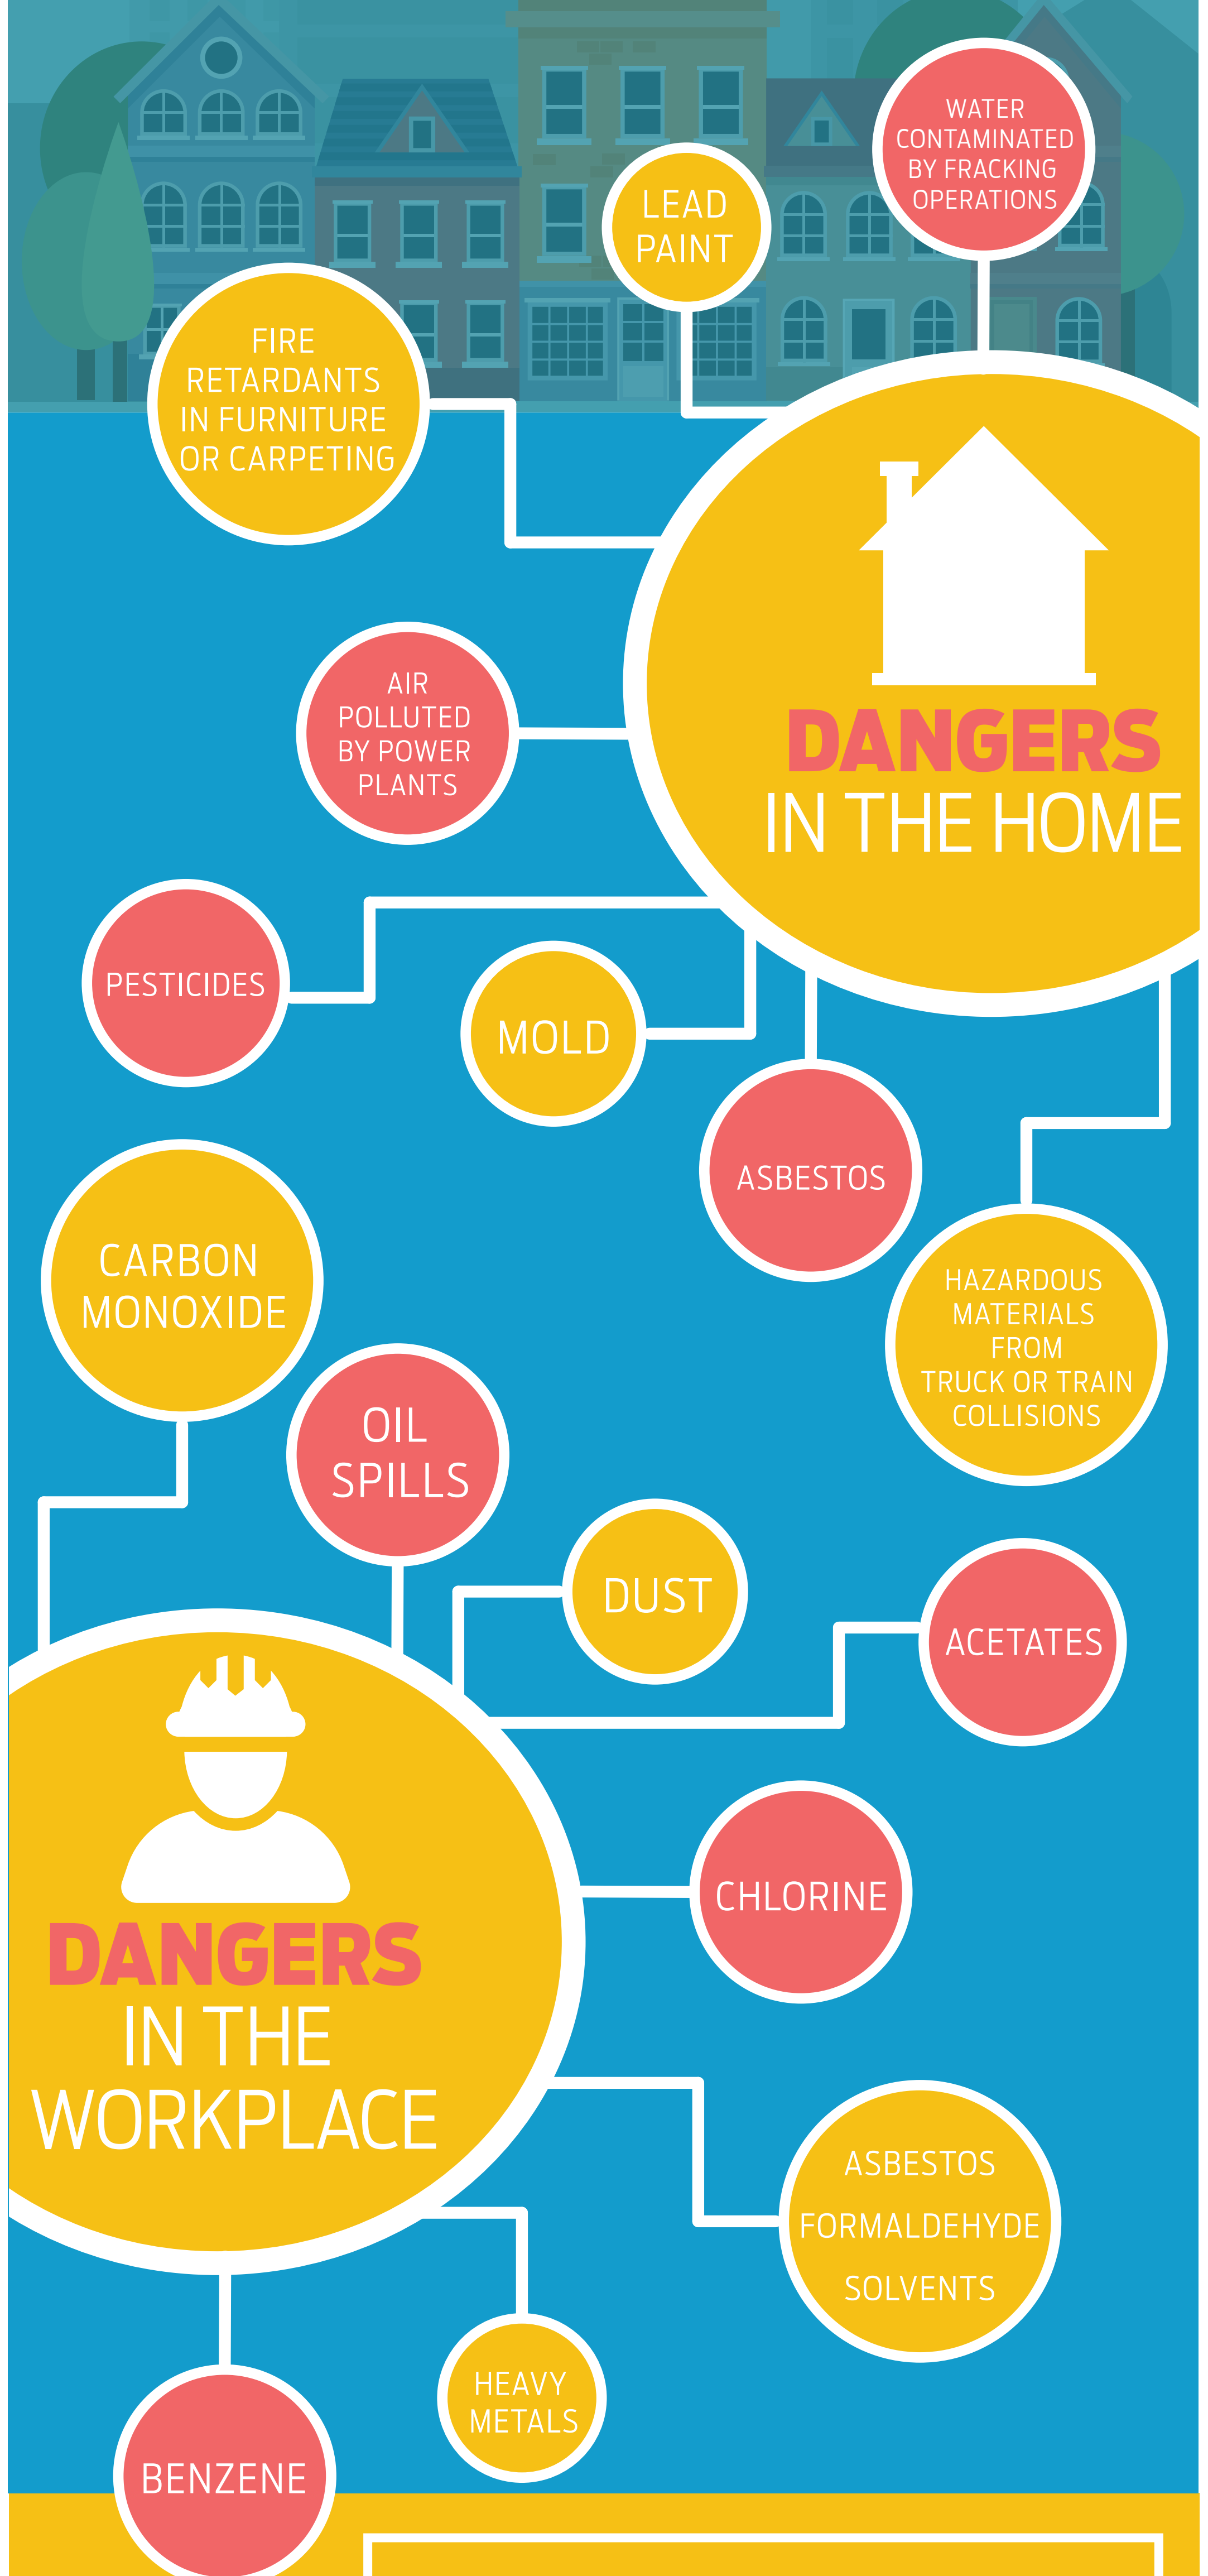 WATER
CONTAMINATED
BY FRACKING
OPERATIONS
LEAD
PAINT
FIRE
RETARDANTS
IN FURNITURE
OR CARPETING
DANGERS
IN THE HOME
AIR
POLLUTED
BY POWER
PLANTS
PESTICIDES
MOLD
ASBESTOS
HAZARDOUS
MATERIALS
FROM
TRUCK OR TRAIN
COLLISIONS
CARBON
MONOXIDE
OIL
SPILLS
DUST
ACETATES
DANGERS
IN THE
WORKPLACE
CHLORINE
ASBESTOS
FORMALDEHYDE
SOLVENTS
HEAVY
METALS
BENZENE